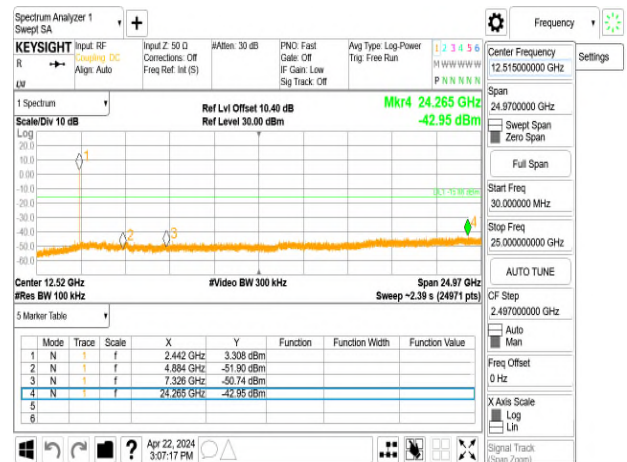 Spectrum Analyzer 1
Swept SA
KEYSIGHT
R
Input: RF
Coupling: DC
Align: Auto
Input Z: 50 Ω
Corrections: Off
Freq Ref: Int (S)
#Atten: 30 dB
PNO: Fast
Gate: Off
IF Gain: Low
Sig Track: Off
Avg Type: Log-Power
Trig: Free Run
1 2 3 4 5 6
M W W W W W
P N N N N N
1 Spectrum
Scale/Div 10 dB
Ref Lvl Offset 10.40 dB
Ref Level 30.00 dBm
Mkr4 24.265 GHz
-42.95 dBm
Log
20.0
10.0
0.00
-10.0
-20.0
-30.0
-40.0
-50.0
-60.0
1
2
3
4
Center 12.52 GHz
#Res BW 100 kHz
#Video BW 300 kHz
Span 24.97 GHz
Sweep ~2.39 s (24971 pts)
5 Marker Table
Mode Trace Scale X Y Function Function Width Function Value
1 N 1 f 2.442 GHz 3.308 dBm
2 N 1 f 4.884 GHz -51.90 dBm
3 N 1 f 7.326 GHz -50.74 dBm
4 N 1 f 24.265 GHz -42.95 dBm
5
6
Apr 22, 2024
3:07:17 PM
Frequency
Settings
Center Frequency
12.515000000 GHz
Span
24.9700000 GHz
Swept Span
Zero Span
Full Span
Start Freq
30.000000 MHz
Stop Freq
25.000000000 GHz
AUTO TUNE
CF Step
2.497000000 GHz
Auto
Man
Freq Offset
0 Hz
X Axis Scale
Log
Lin
Signal Track
(Span Zoom)